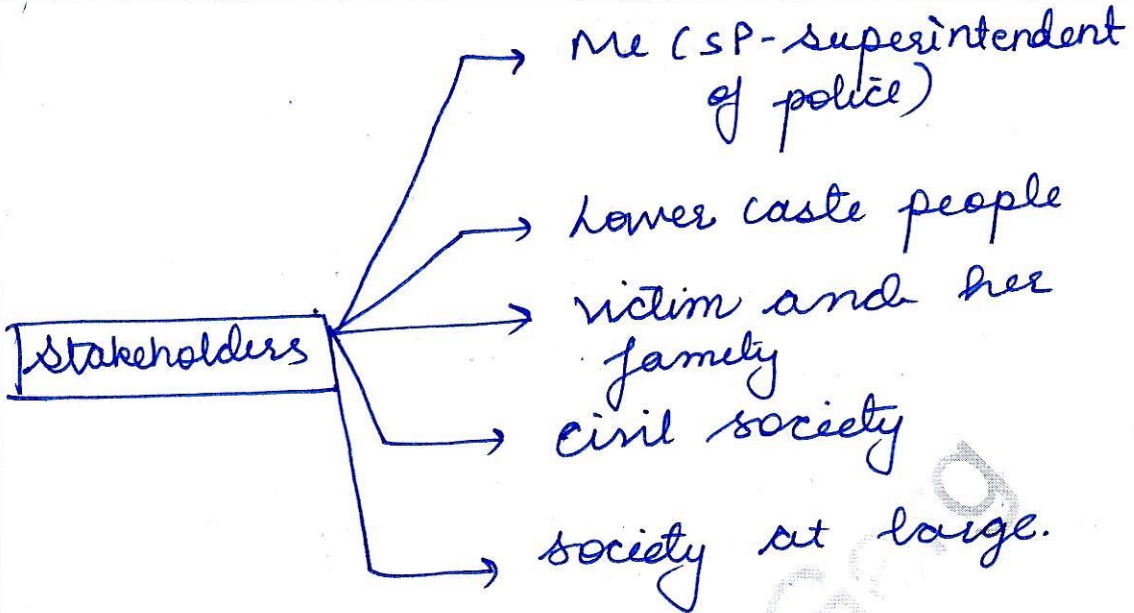 Me (SP-superintendent
of police)
Lower caste people
victim and her
family
stakeholders
civil society
society at large.